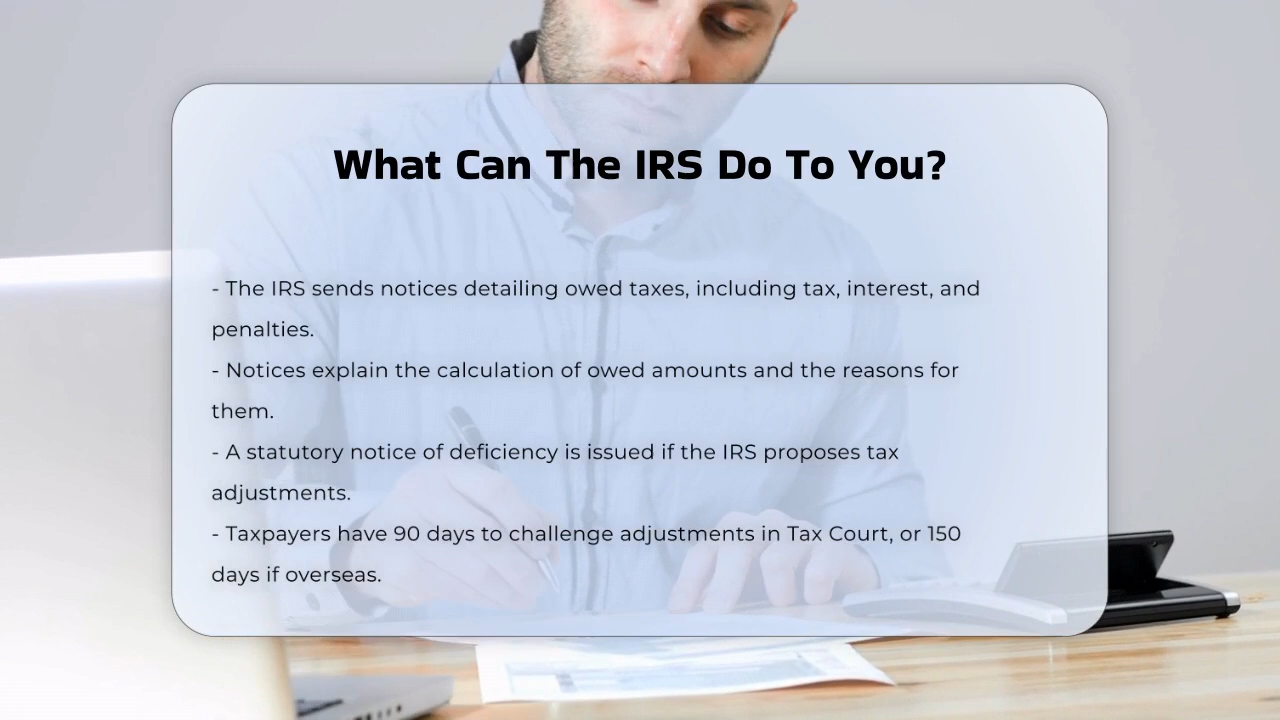 What Can The IRS Do To You?
- The IRS sends notices detailing owed taxes, including tax, interest, and
penalties.
- Notices explain the calculation of owed amounts and the reasons for
them.
- A statutory notice of deficiency is issued if the IRS proposes tax
adjustments.
- Taxpayers have 90 days to challenge adjustments in Tax Court, or 150
days if overseas.